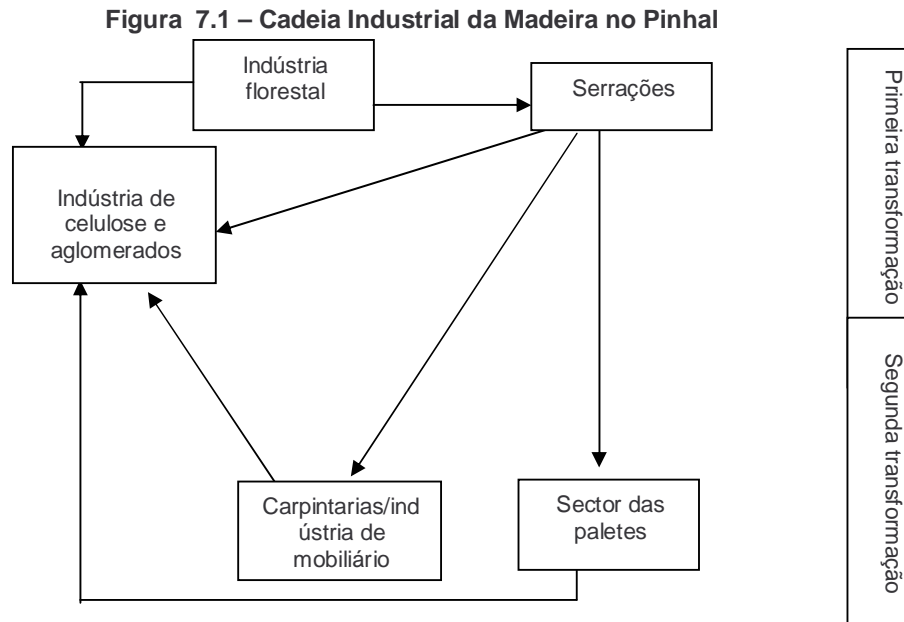 Figura 7.1 – Cadeia Industrial da Madeira no Pinhal
Indústria
florestal
Serrações
Primeira transformação
Indústria de
celulose e
aglomerados
Segunda transformação
Carpintarias/ind
ústria de
mobiliário
Sector das
paletes